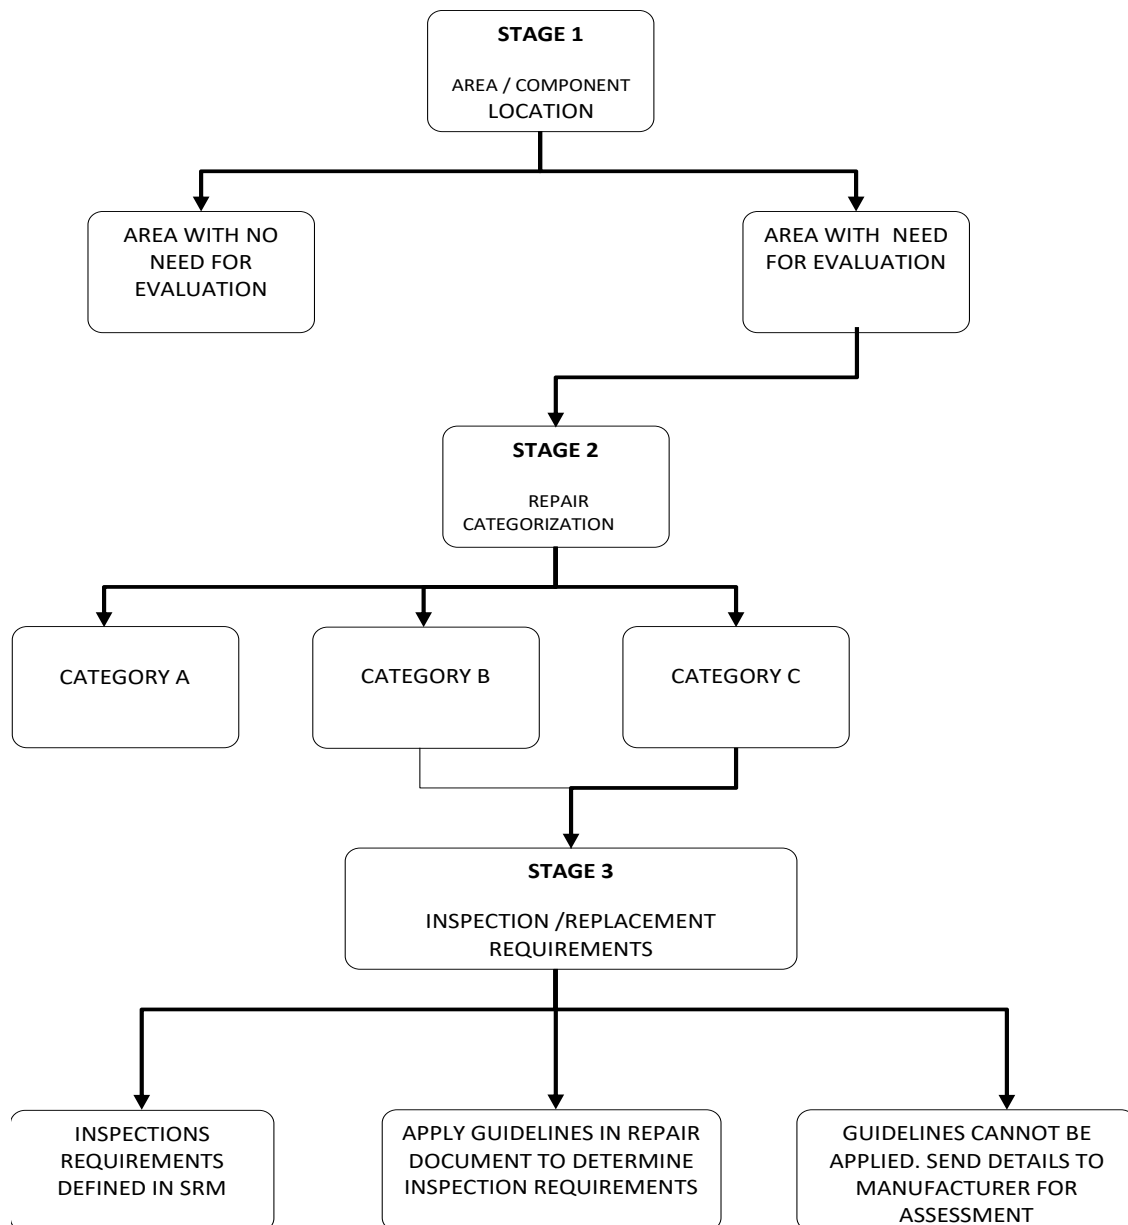 STAGE 1
AREA / COMPONENT
LOCATION
AREA WITH NO
NEED FOR
EVALUATION
AREA WITH NEED
FOR EVALUATION
STAGE 2
REPAIR
CATEGORIZATION
CATEGORY A
CATEGORY B
CATEGORY C
STAGE 3
INSPECTION /REPLACEMENT
REQUIREMENTS
INSPECTIONS
REQUIREMENTS
DEFINED IN SRM
APPLY GUIDELINES IN REPAIR
DOCUMENT TO DETERMINE
INSPECTION REQUIREMENTS
GUIDELINES CANNOT BE
APPLIED. SEND DETAILS TO
MANUFACTURER FOR
ASSESSMENT